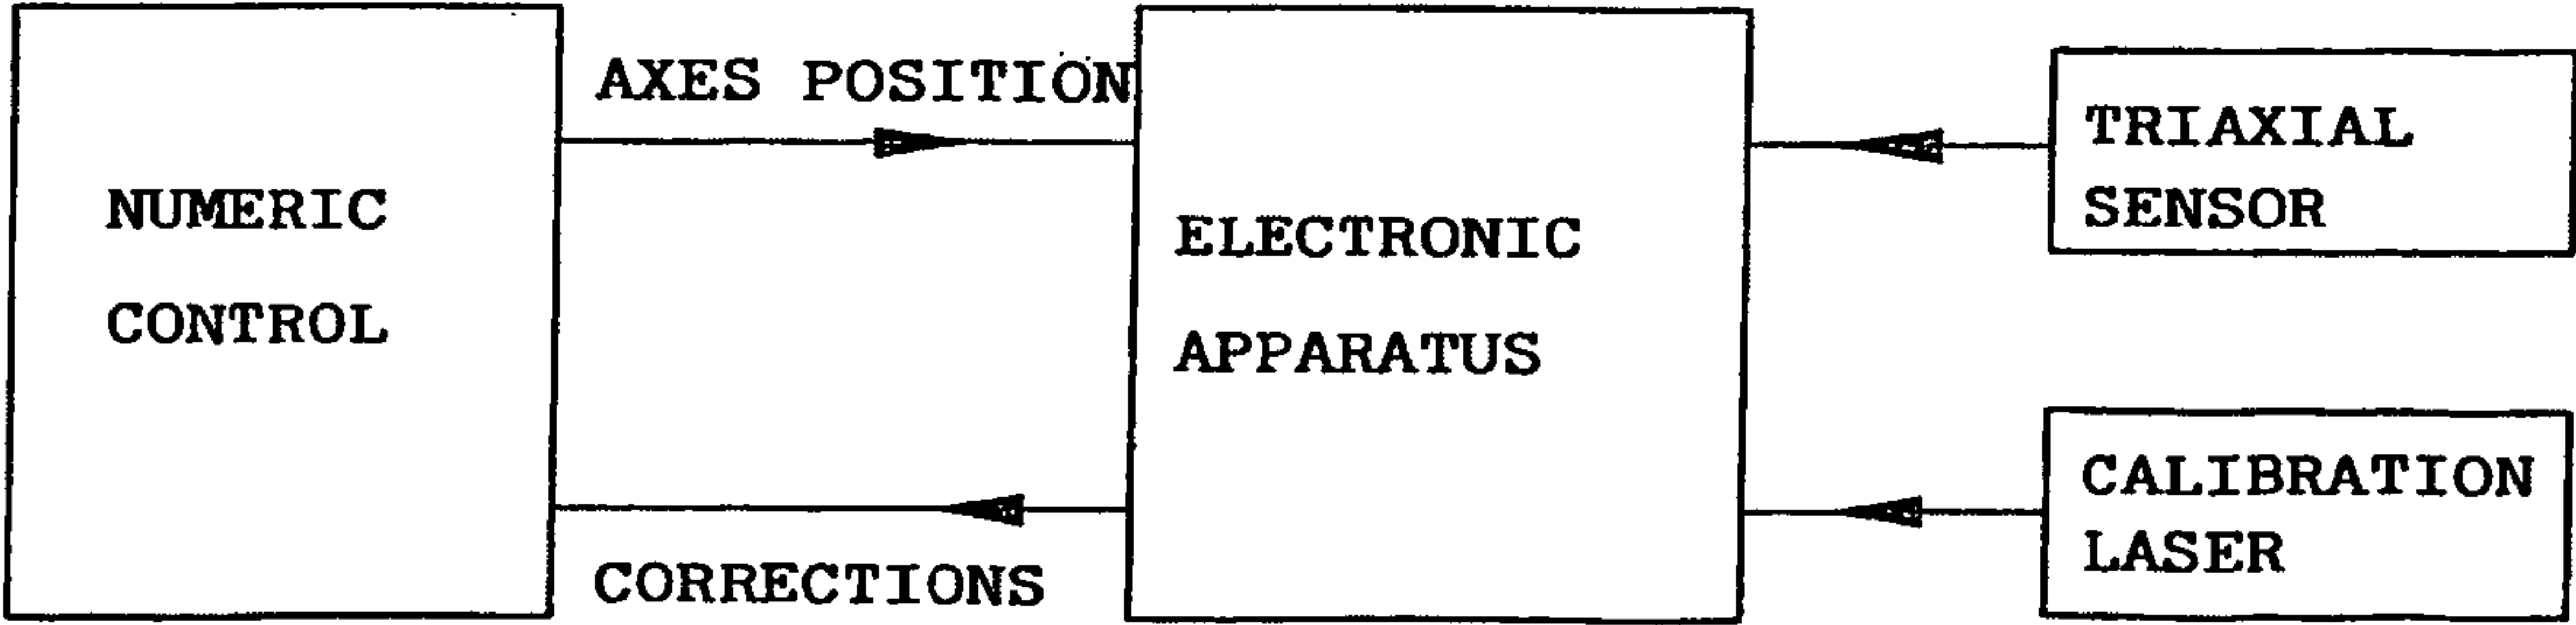 NUMERIC
CONTROL
AXES POSITION
CORRECTIONS
ELECTRONIC
APPARATUS
TRIAXIAL
SENSOR
CALIBRATION
LASER